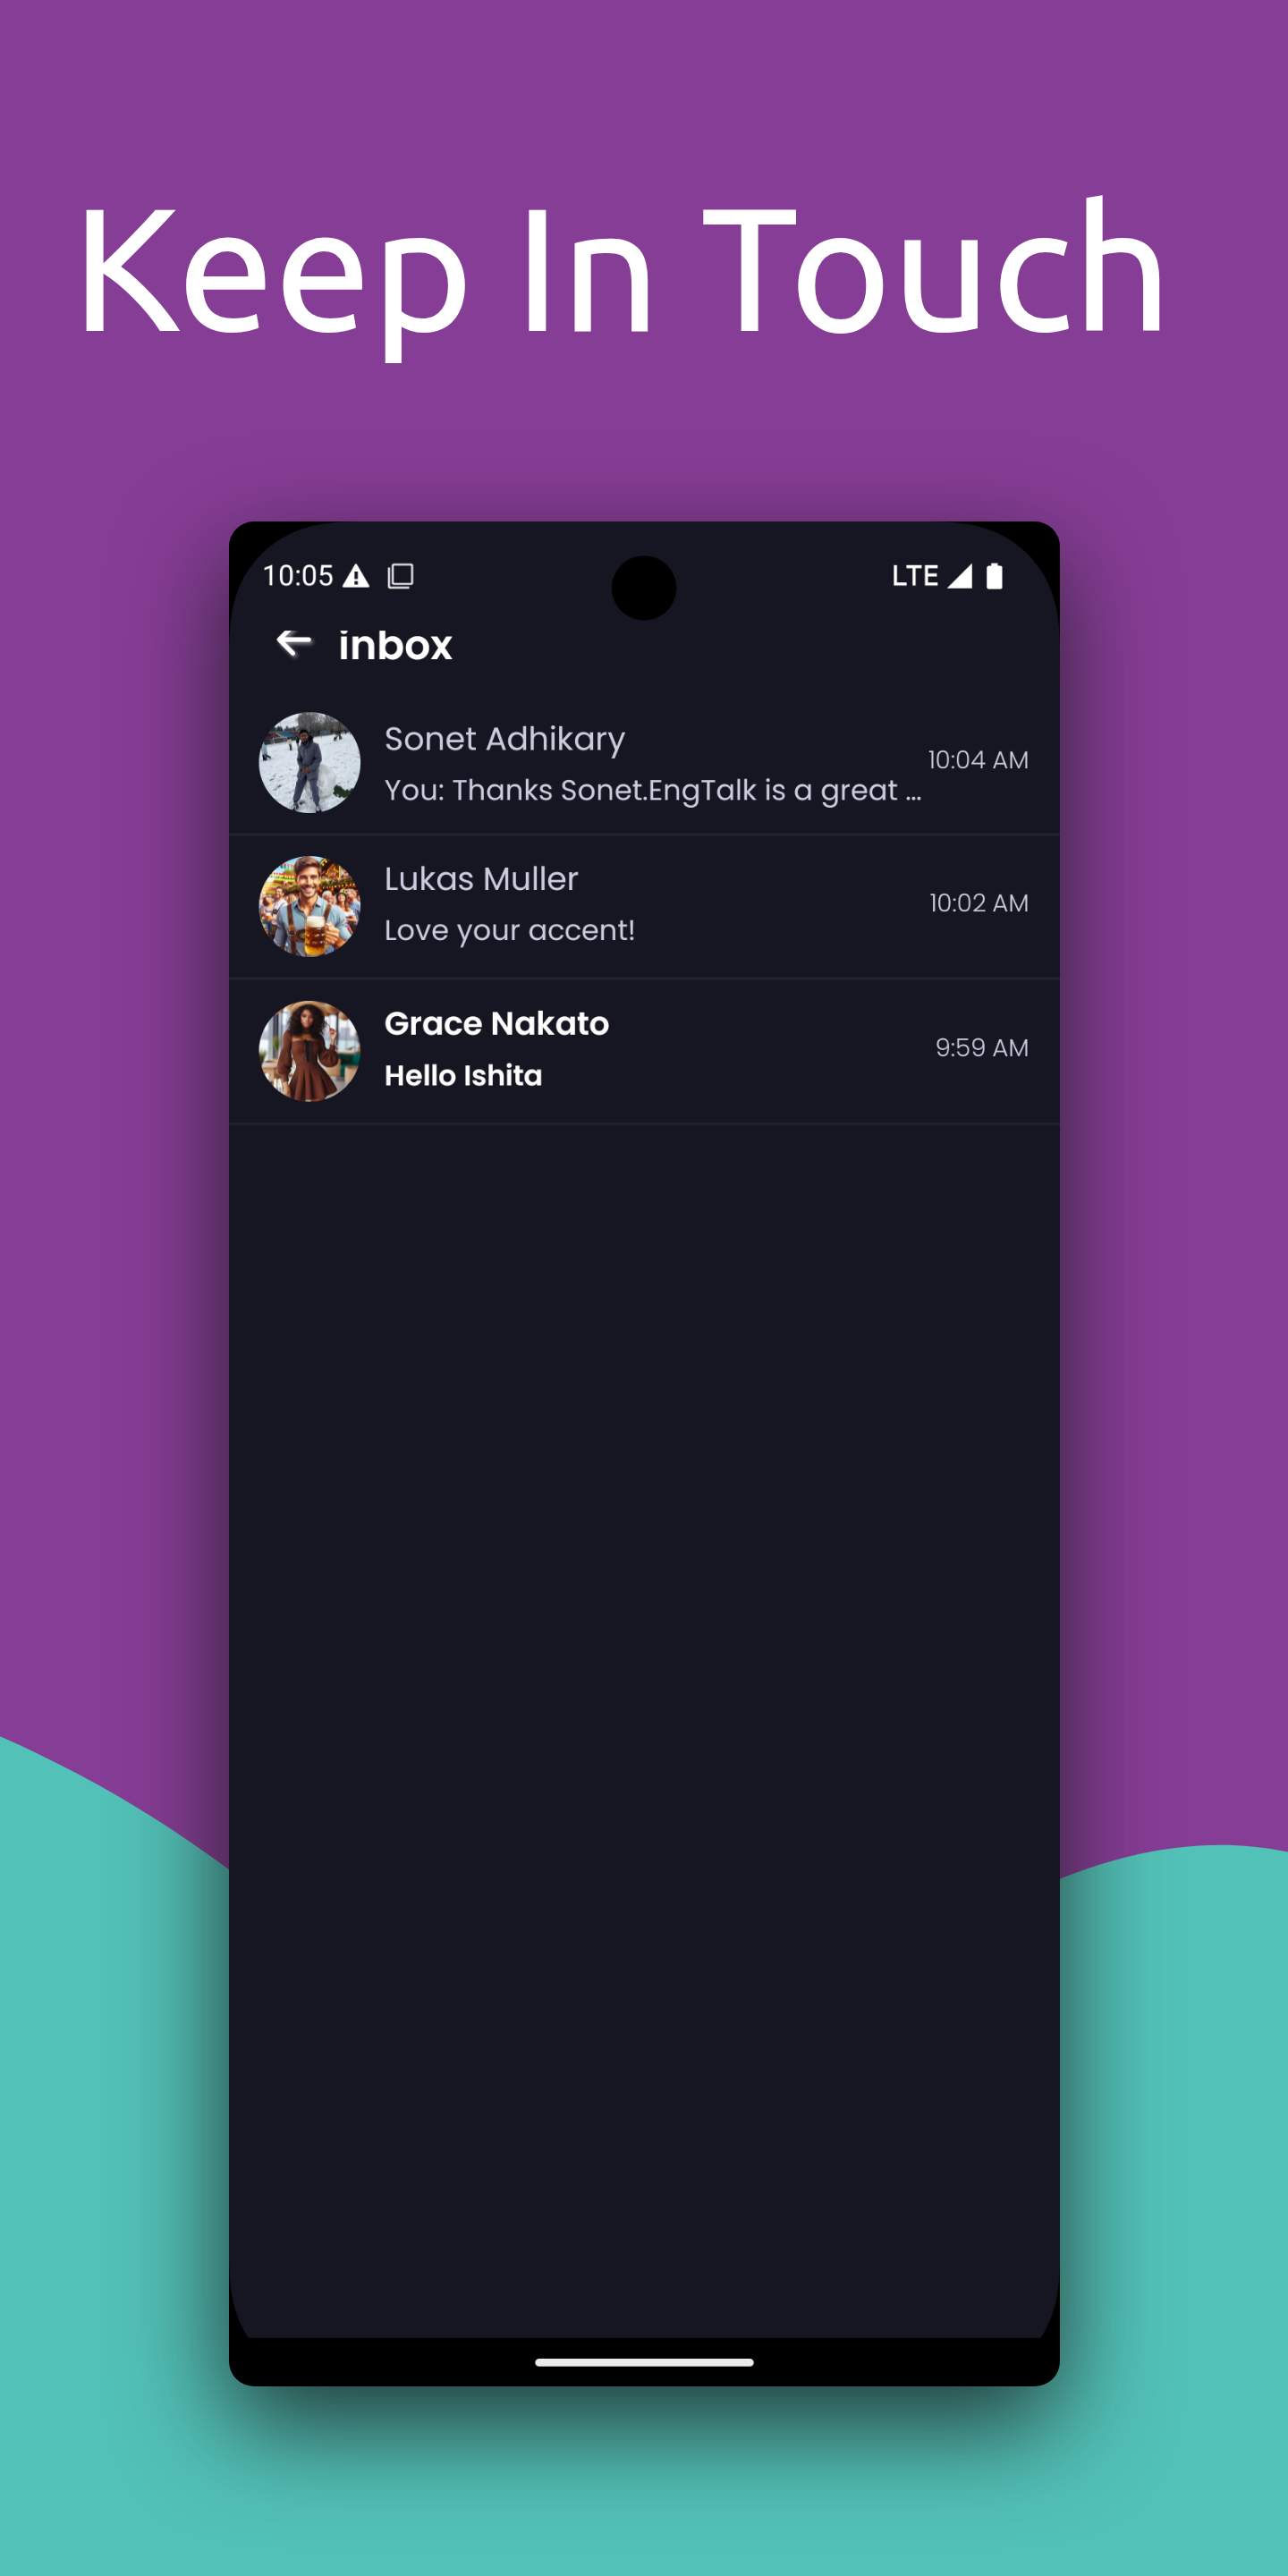 Keep In Touch
10:05 LTE
inbox
Sonet Adhikary
10:04 AM
You: Thanks Sonet.EngTalk is a great ...
Lukas Muller
10:02 AM
Love your accent!
Grace Nakato
9:59 AM
Hello Ishita